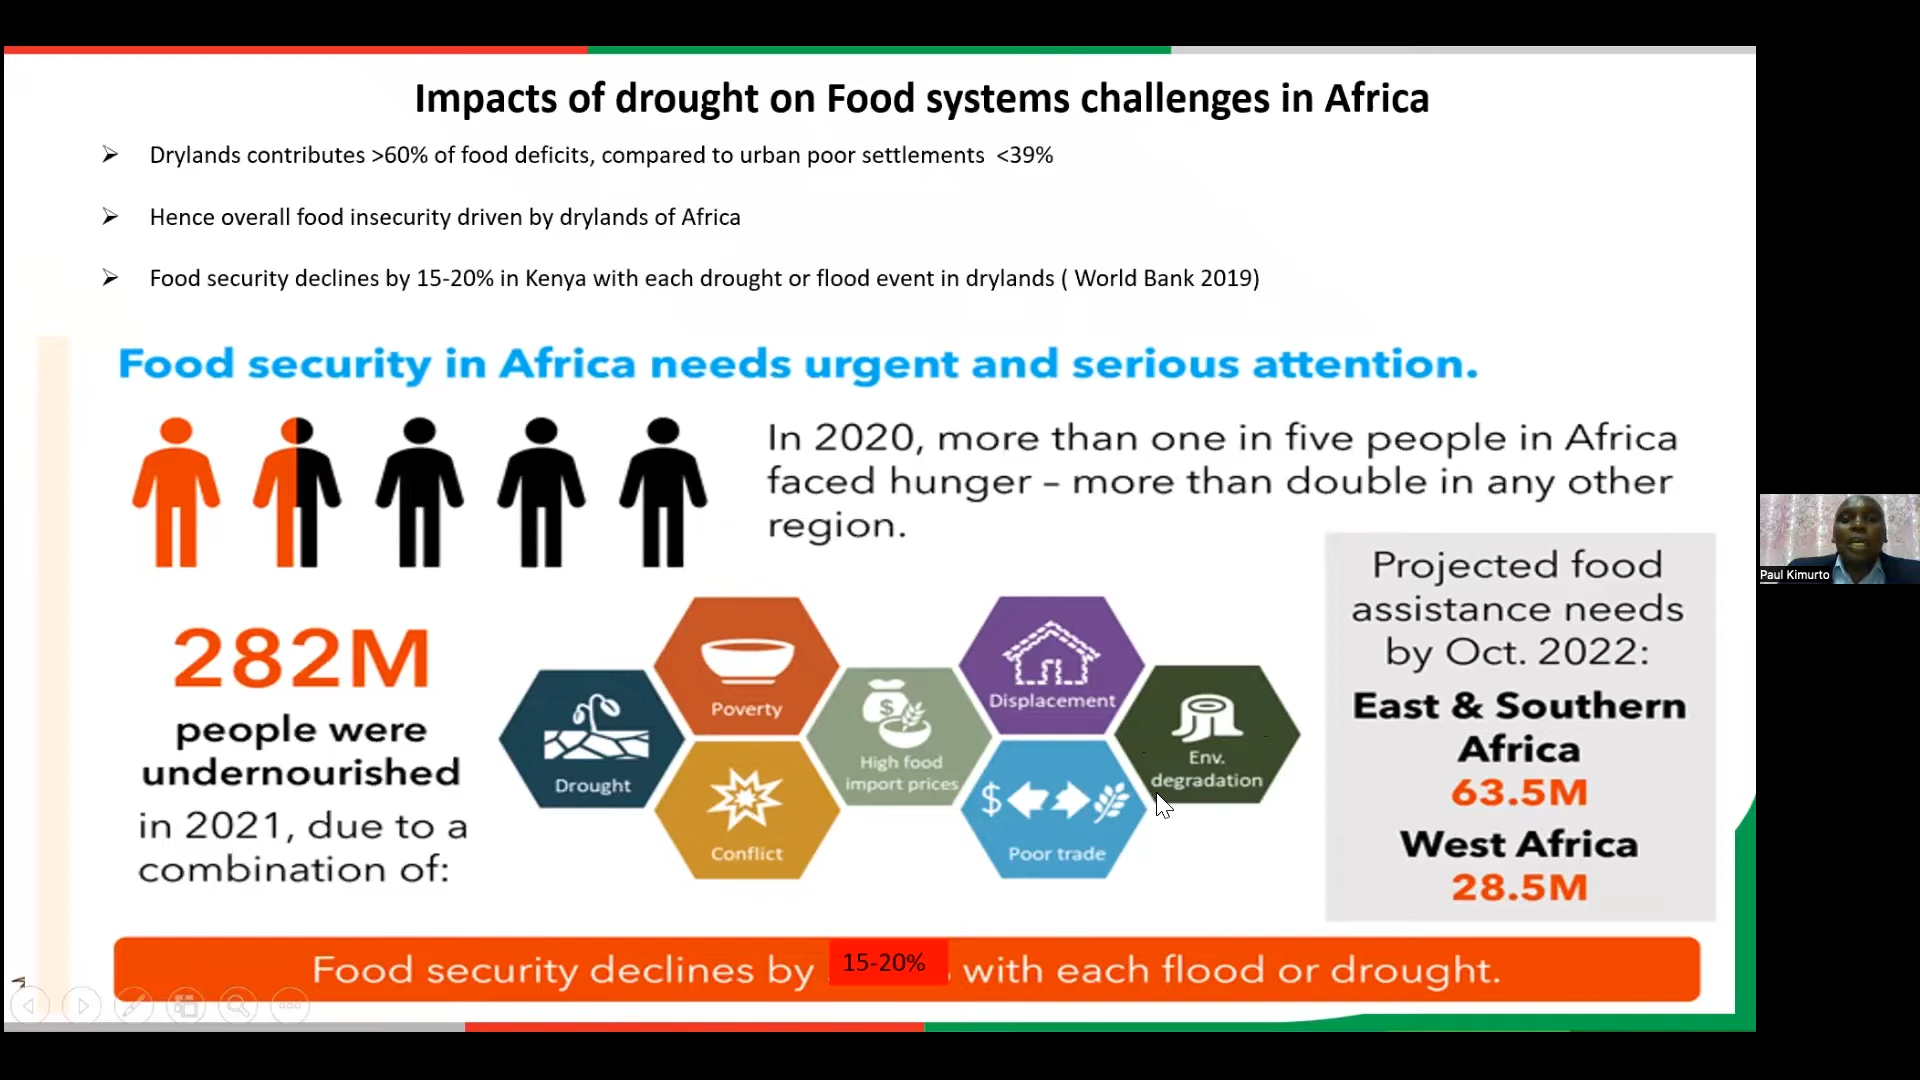 Impacts of drought on Food systems challenges in Africa
Drylands contributes >60% of food deficits, compared to urban poor settlements <39%
Hence overall food insecurity driven by drylands of Africa
Food security declines by 15-20% in Kenya with each drought or flood event in drylands ( World Bank 2019)
Food security in Africa needs urgent and serious attention.
In 2020, more than one in five people in Africa
faced hunger – more than double in any other
region.
282M
people were
undernourished
in 2021, due to a
combination of:
Drought
Poverty
Conflict
High food
import prices
Displacement
$
Poor trade
Env.
degradation
Projected food
assistance needs
by Oct. 2022:
East & Southern
Africa
63.5M
West Africa
28.5M
Food security declines by 15-20% with each flood or drought.
Paul Kimurto